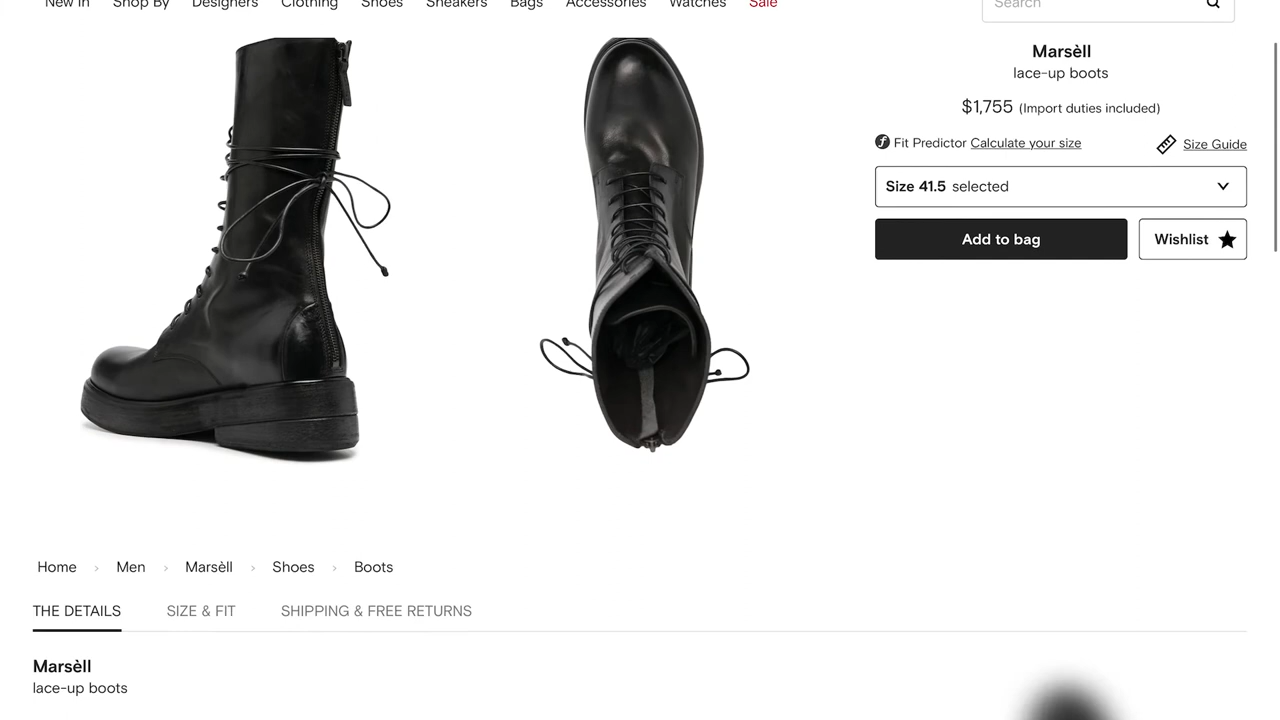 New In Shop By Designers Clothing Shoes Sneakers Bags Accessories Watches Sale
Search
Marsèll
lace-up boots
$1,755 (Import duties included)
Fit Predictor Calculate your size
Size Guide
Size 41.5 selected
Add to bag
Wishlist
Home › Men › Marsèll › Shoes › Boots
THE DETAILS
SIZE & FIT
SHIPPING & FREE RETURNS
Marsèll
lace-up boots